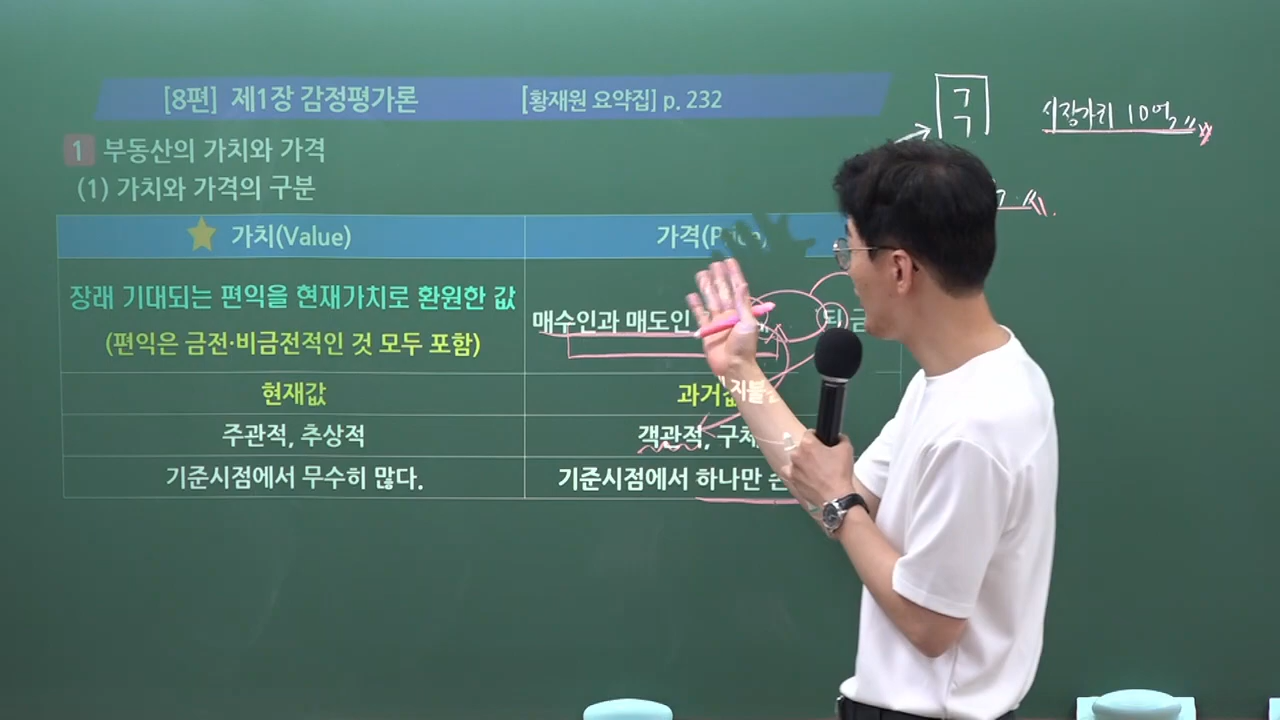 [8편] 제1장 감정평가론 [황재원 요약집] p. 232
1 부동산의 가치와 가격
(1) 가치와 가격의 구분
가치(Value)
장래 기대되는 편익을 현재가치로 환원한 값
(편익은 금전·비금전적인 것 모두 포함)
현재값
주관적, 추상적
기준시점에서 무수히 많다.
매수인과 매도인
과거값
객관적,
기준시점에서 하나만
시장가치 10억